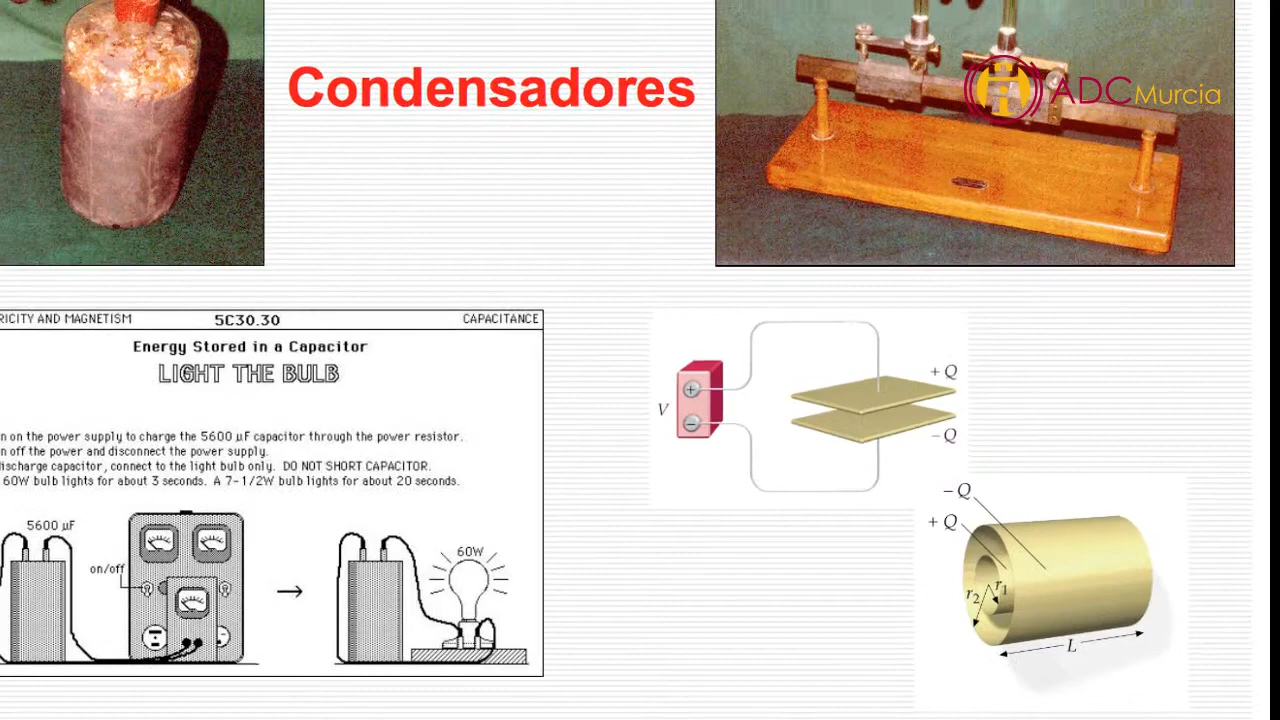 Condensadores
ADCMurcia
RICITY AND MAGNETISM 5C30.30 CAPACITANCE
Energy Stored in a Capacitor
LIGHT THE BULB
n on the power supply to charge the 5600 µF capacitor through the power resistor.
n off the power and disconnect the power supply.
discharge capacitor, connect to the light bulb only. DO NOT SHORT CAPACITOR.
60W bulb lights for about 3 seconds. A 7-1/2W bulb lights for about 20 seconds.
5600 µF
on/off
60W
V
+
−
+ Q
− Q
− Q
+ Q
r1
r2
L